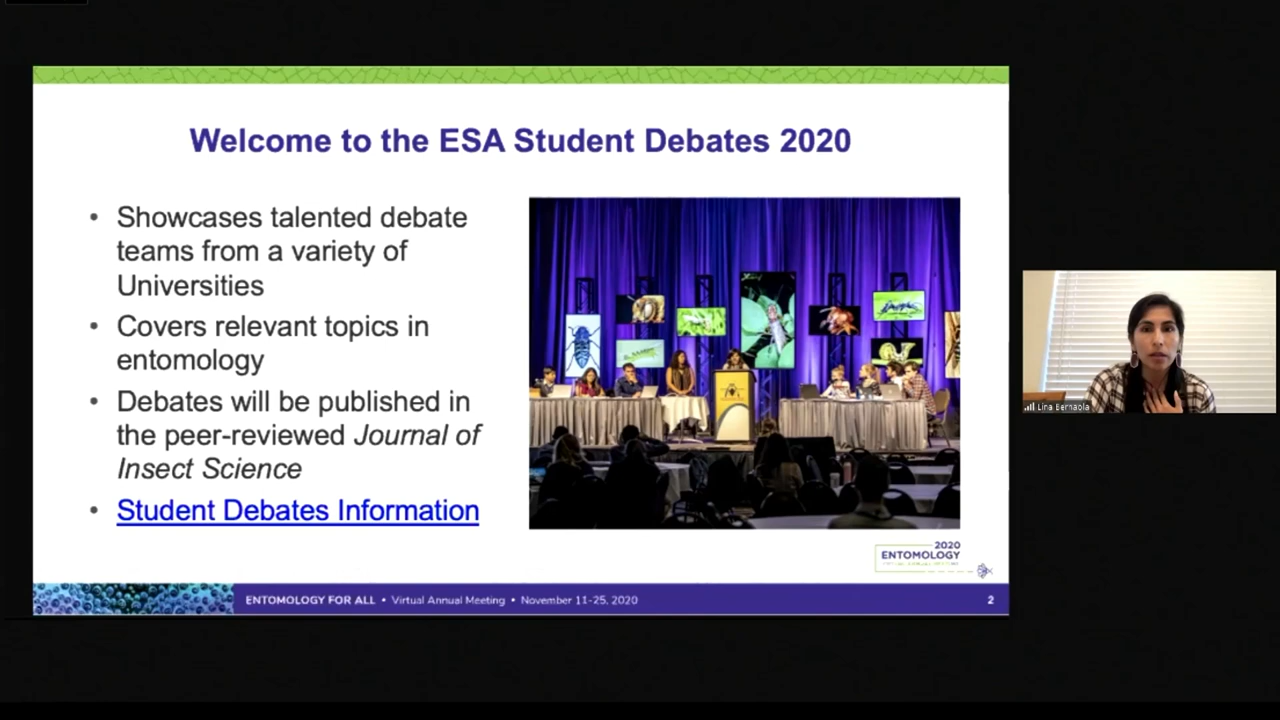 Welcome to the ESA Student Debates 2020
• Showcases talented debate
teams from a variety of
Universities
• Covers relevant topics in
entomology
• Debates will be published in
the peer-reviewed Journal of
Insect Science
• Student Debates Information
2020
ENTOMOLOGY
ENTOMOLOGY FOR ALL • Virtual Annual Meeting • November 11-25, 2020
2
Lina Bernaola